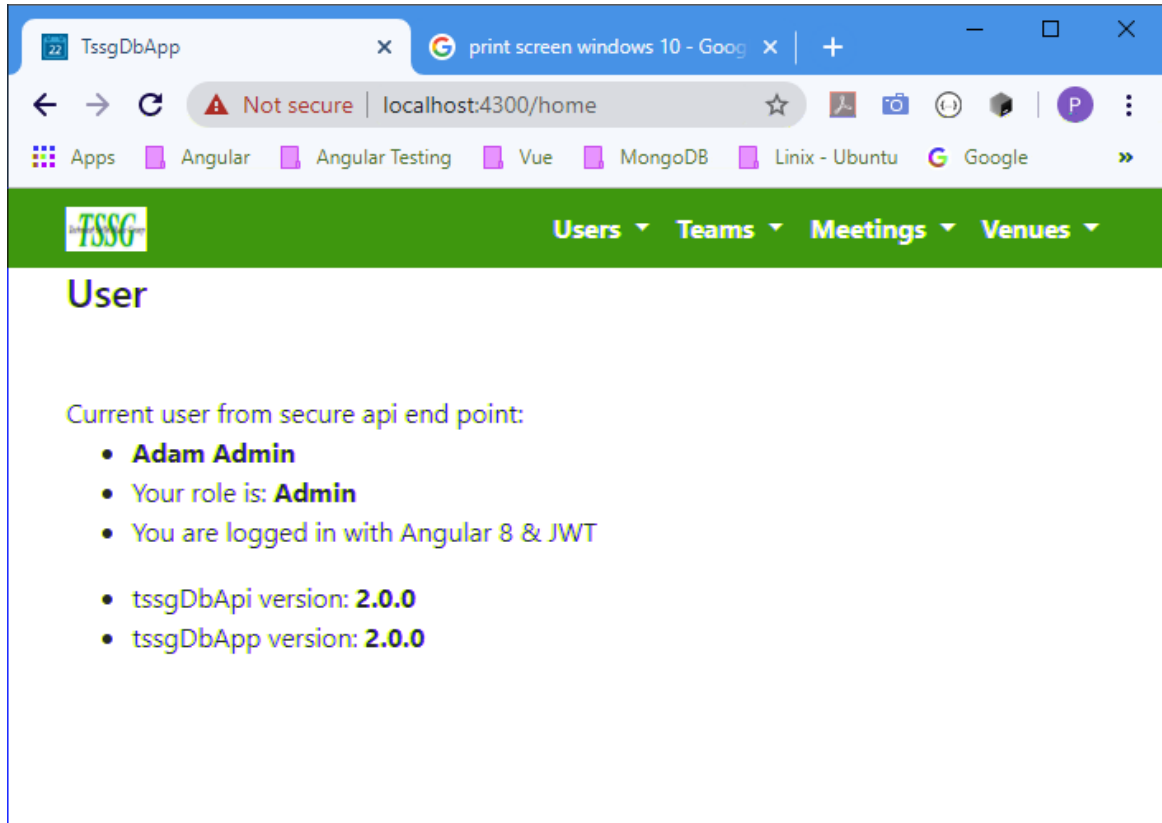 TssgDbApp
print screen windows 10 - Goog
Not secure | localhost:4300/home
P
Apps Angular Angular Testing Vue MongoDB Linix - Ubuntu Google »
TSSG Users Teams Meetings Venues
User
Current user from secure api end point:
• Adam Admin
• Your role is: Admin
• You are logged in with Angular 8 & JWT
• tssgDbApi version: 2.0.0
• tssgDbApp version: 2.0.0